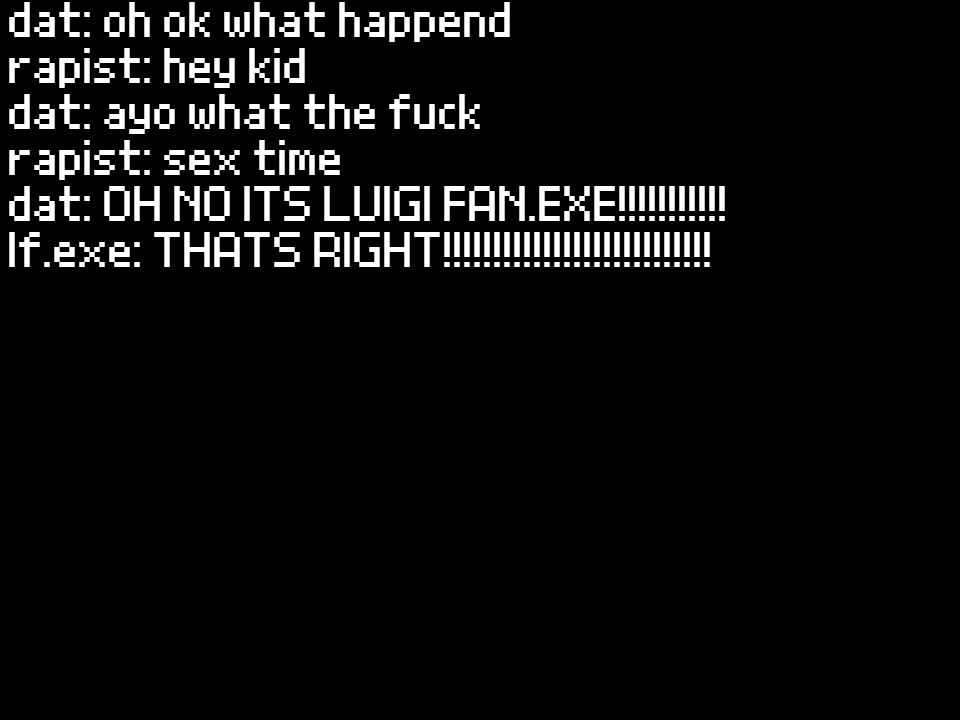 dat: oh ok what happend
rapist: hey kid
dat: ayo what the fuck
rapist: sex time
dat: OH NO ITS LUIGI FAN.EXE!!!!!!!!!!!
lf.exe: THATS RIGHT!!!!!!!!!!!!!!!!!!!!!!!!!!!